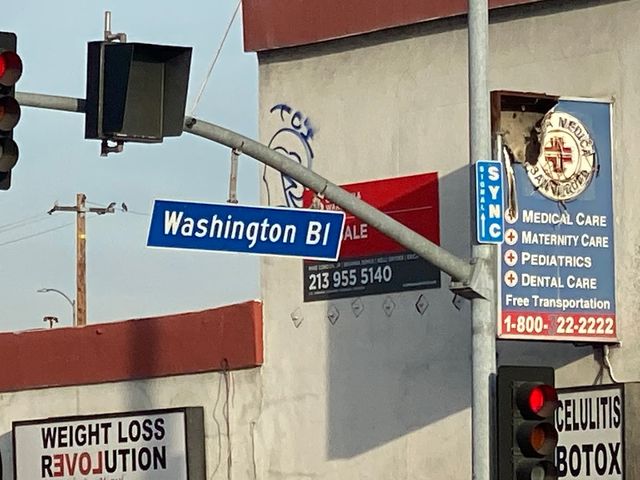 Washington Bl
ALE
213 955 5140
SIGNAL
SYNC
A MEDICA
MEDICAL CARE
MATERNITY CARE
PEDIATRICS
DENTAL CARE
Free Transportation
1-800- 22-2222
WEIGHT LOSS
REVOLUTION
CELULITIS
BOTOX